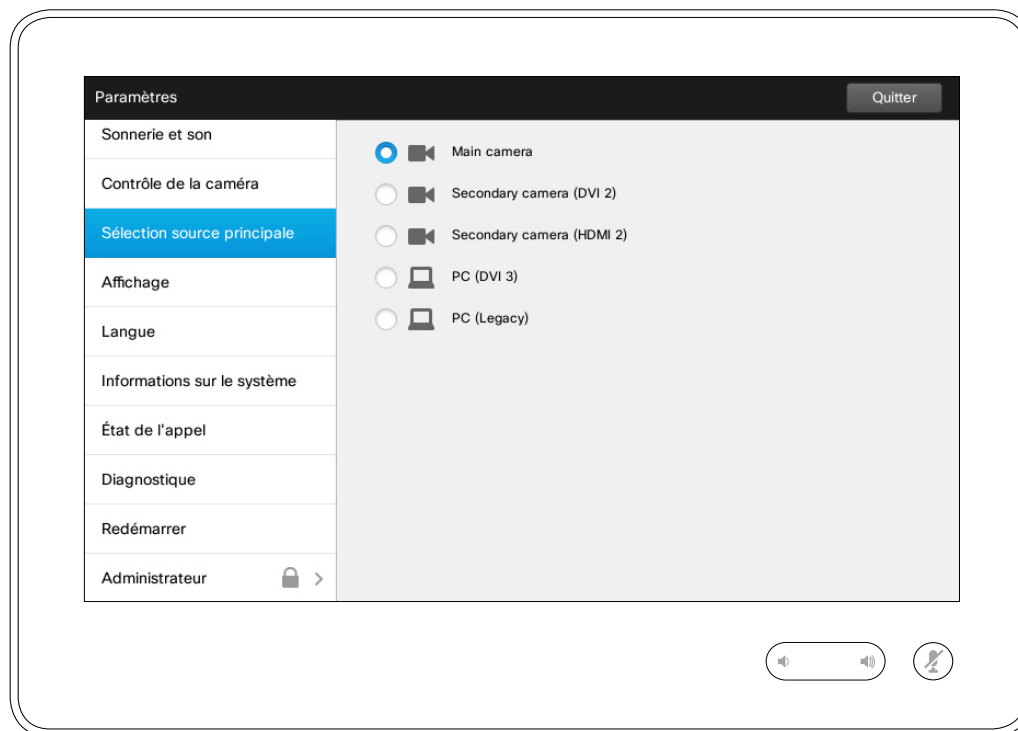 Paramètres
Quitter
Sonnerie et son
Contrôle de la caméra
Sélection source principale
Affichage
Langue
Informations sur le système
État de l'appel
Diagnostique
Redémarrer
Administrateur
Main camera
Secondary camera (DVI 2)
Secondary camera (HDMI 2)
PC (DVI 3)
PC (Legacy)